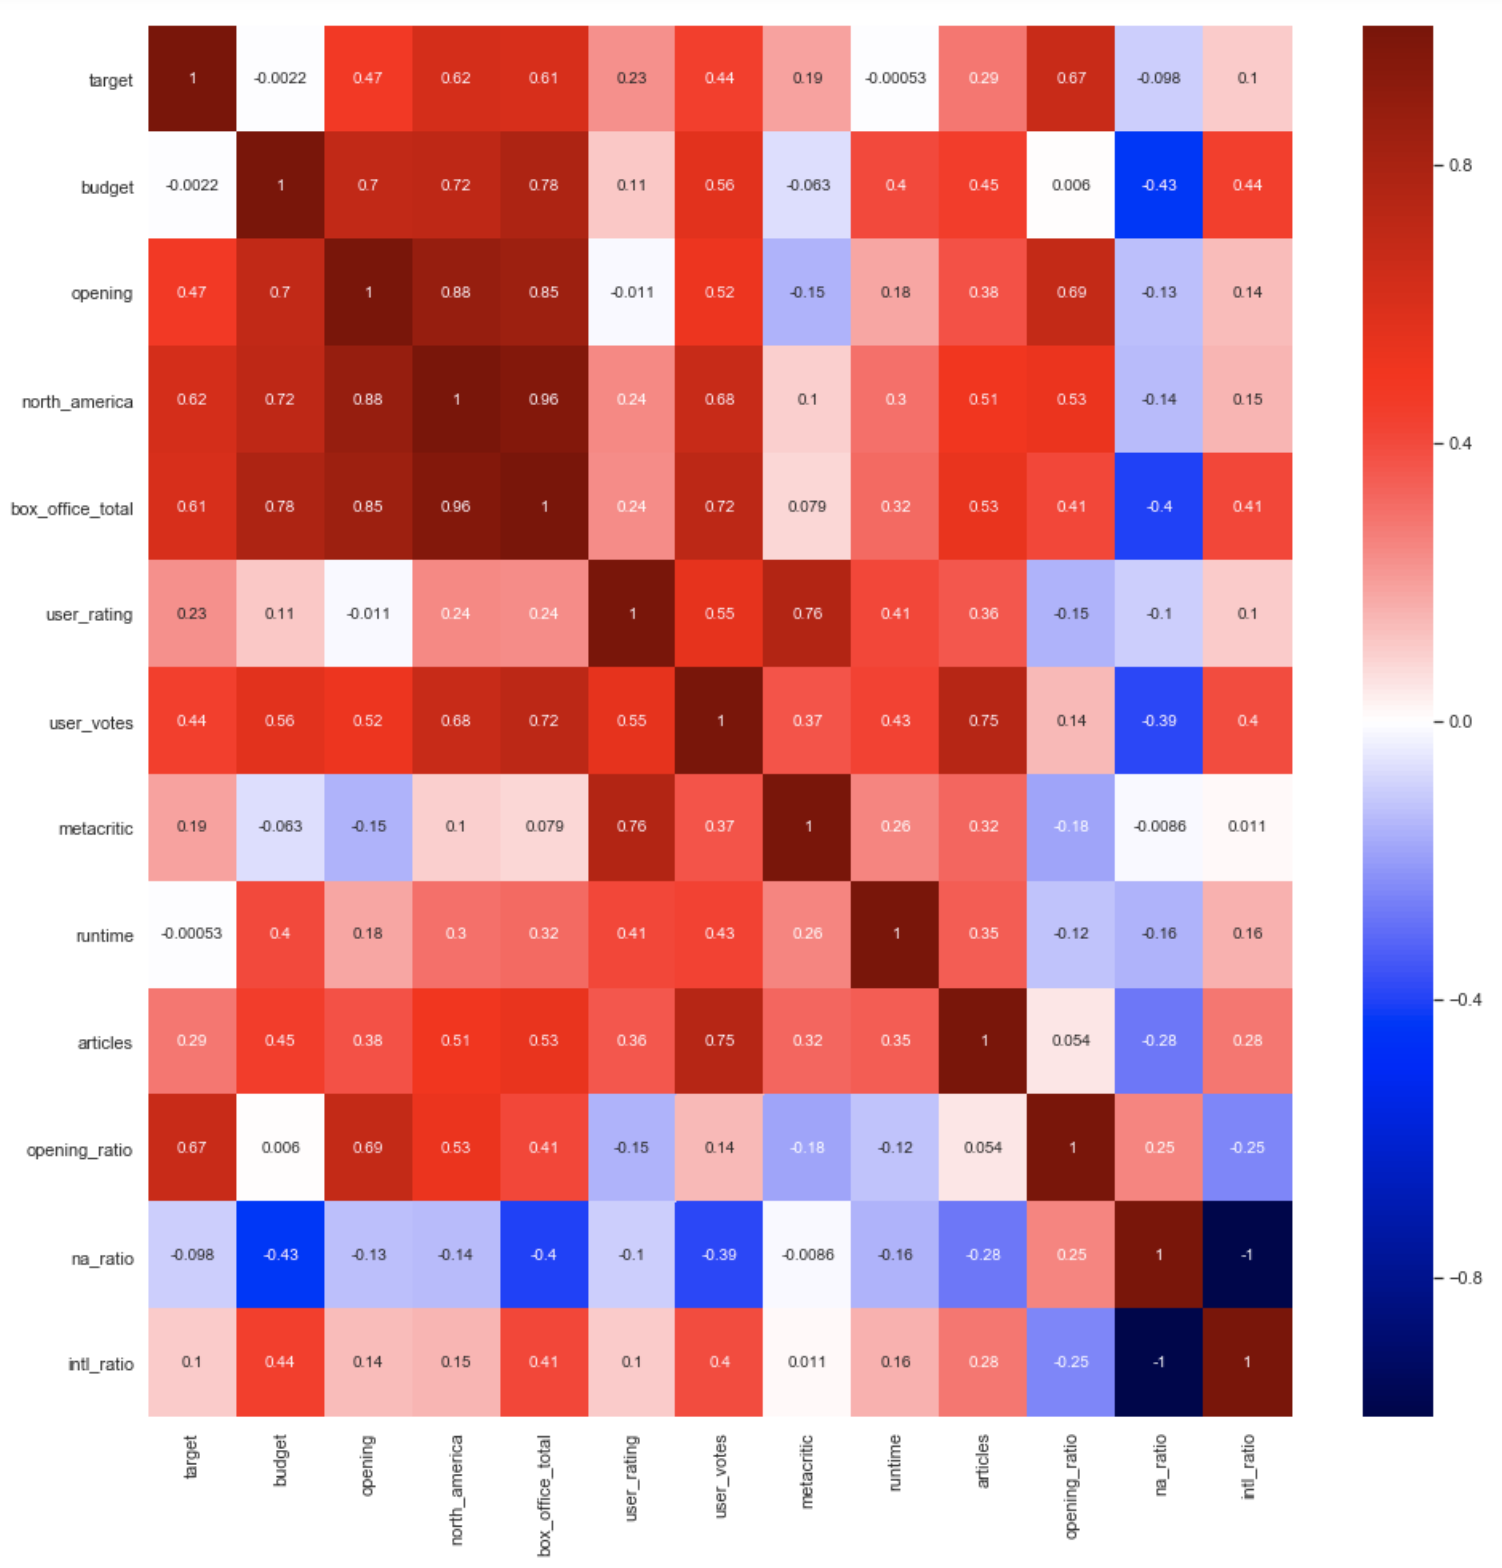 target 1 -0.0022 0.47 0.62 0.61 0.23 0.44 0.19 -0.00053 0.29 0.67 -0.098 0.1
budget -0.0022 1 0.7 0.72 0.78 0.11 0.56 -0.063 0.4 0.45 0.006 -0.43 0.44
opening 0.47 0.7 1 0.88 0.85 -0.011 0.52 -0.15 0.18 0.38 0.69 -0.13 0.14
north_america 0.62 0.72 0.88 1 0.96 0.24 0.68 0.1 0.3 0.51 0.53 -0.14 0.15
box_office_total 0.61 0.78 0.85 0.96 1 0.24 0.72 0.079 0.32 0.53 0.41 -0.4 0.41
user_rating 0.23 0.11 -0.011 0.24 0.24 1 0.55 0.76 0.41 0.36 -0.15 -0.1 0.1
user_votes 0.44 0.56 0.52 0.68 0.72 0.55 1 0.37 0.43 0.75 0.14 -0.39 0.4
metacritic 0.19 -0.063 -0.15 0.1 0.079 0.76 0.37 1 0.26 0.32 -0.18 -0.0086 0.011
runtime -0.00053 0.4 0.18 0.3 0.32 0.41 0.43 0.26 1 0.35 -0.12 -0.16 0.16
articles 0.29 0.45 0.38 0.51 0.53 0.36 0.75 0.32 0.35 1 0.054 -0.28 0.28
opening_ratio 0.67 0.006 0.69 0.53 0.41 -0.15 0.14 -0.18 -0.12 0.054 1 0.25 -0.25
na_ratio -0.098 -0.43 -0.13 -0.14 -0.4 -0.1 -0.39 -0.0086 -0.16 -0.28 0.25 1 -1
intl_ratio 0.1 0.44 0.14 0.15 0.41 0.1 0.4 0.011 0.16 0.28 -0.25 -1 1
target
budget
opening
north_america
box_office_total
user_rating
user_votes
metacritic
runtime
articles
opening_ratio
na_ratio
intl_ratio
0.8
0.4
0.0
−0.4
−0.8